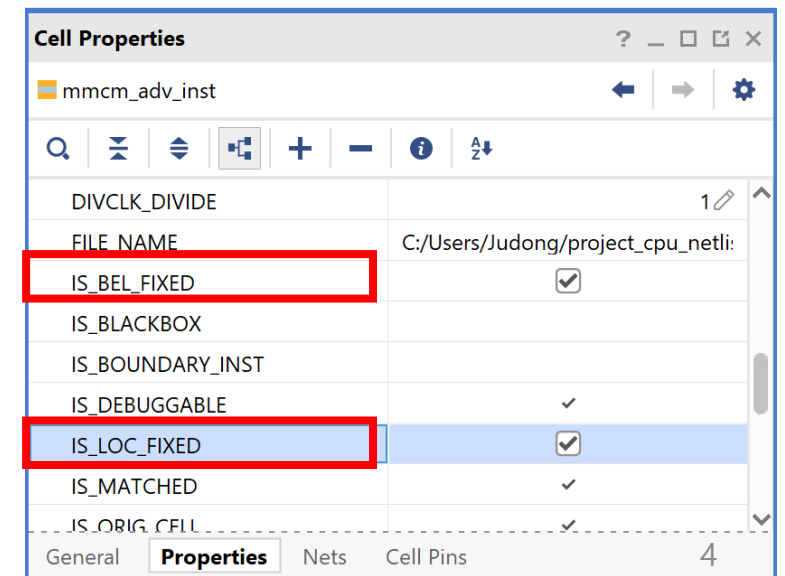 Cell Properties
mmcm_adv_inst
DIVCLK_DIVIDE 1
FILE_NAME C:/Users/Judong/project_cpu_netlis
IS_BEL_FIXED
IS_BLACKBOX
IS_BOUNDARY_INST
IS_DEBUGGABLE
IS_LOC_FIXED
IS_MATCHED
IS_ORIG_CELL
General Properties Nets Cell Pins 4